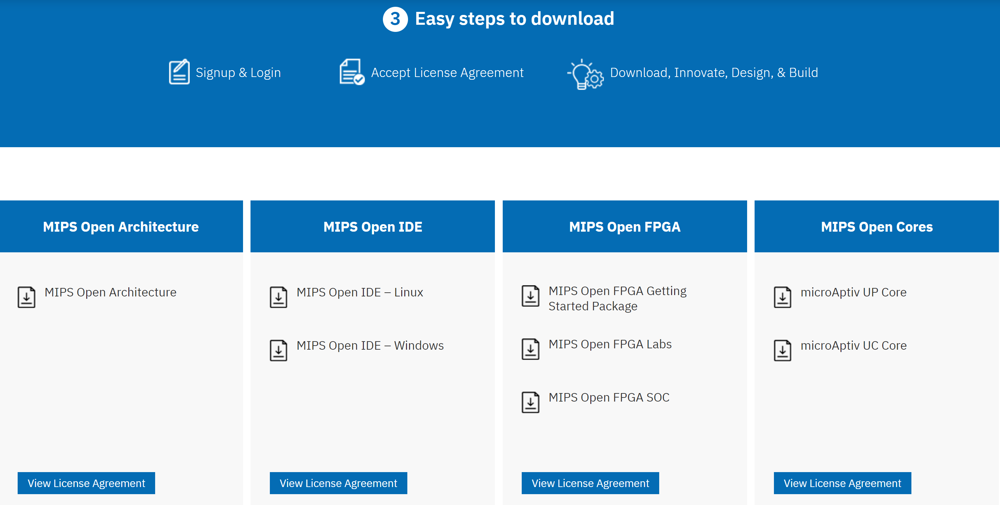 3 Easy steps to download
Signup & Login
Accept License Agreement
Download, Innovate, Design, & Build
MIPS Open Architecture
MIPS Open Architecture
View License Agreement
MIPS Open IDE
MIPS Open IDE – Linux
MIPS Open IDE – Windows
View License Agreement
MIPS Open FPGA
MIPS Open FPGA Getting
Started Package
MIPS Open FPGA Labs
MIPS Open FPGA SOC
View License Agreement
MIPS Open Cores
microAptiv UP Core
microAptiv UC Core
View License Agreement